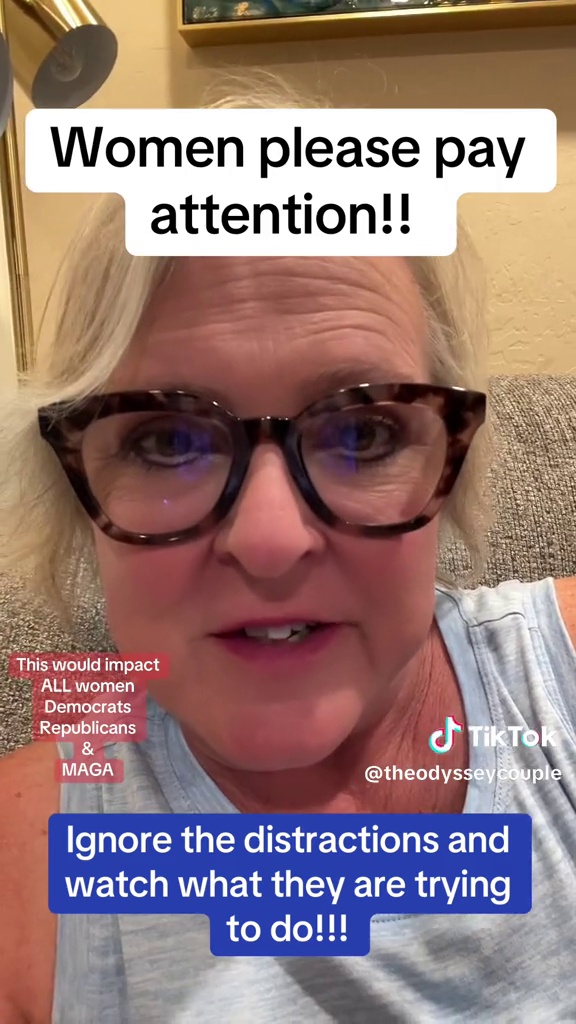 Women please pay
attention!!
This would impact
ALL women
Democrats
Republicans
&
MAGA
TikTok
@theodysseycouple
Ignore the distractions and
watch what they are trying
to do!!!